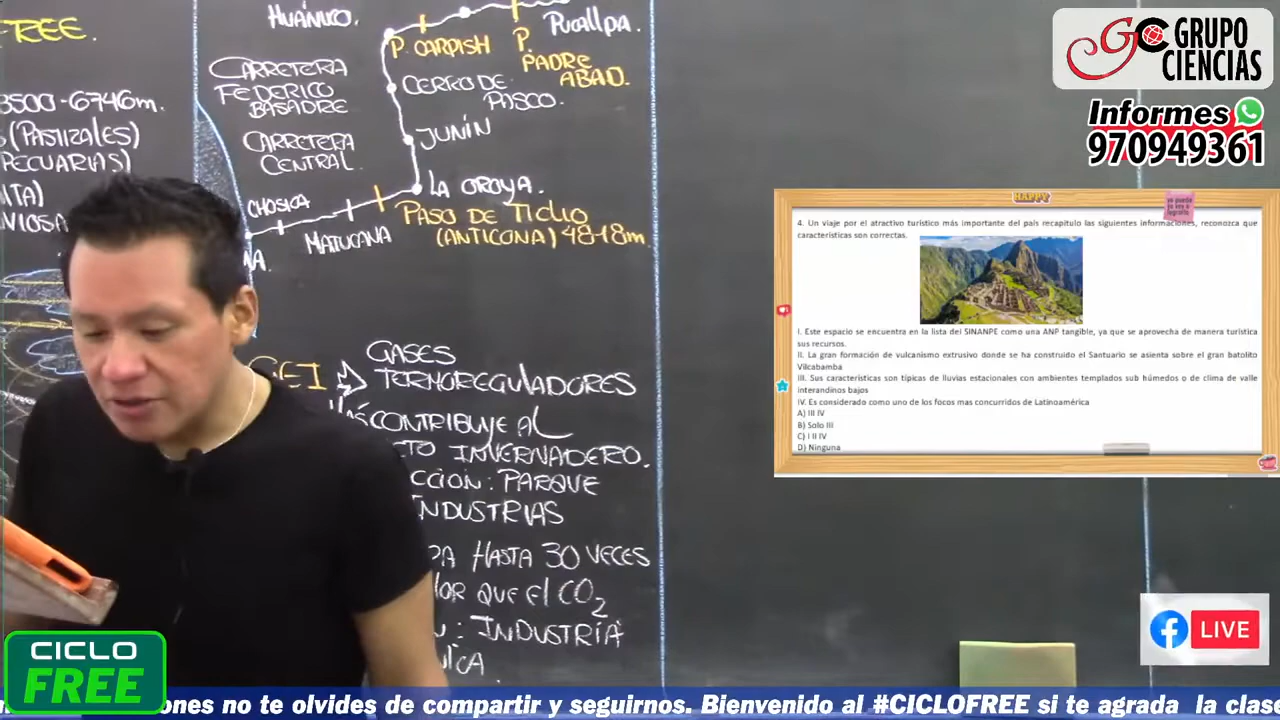 FREE.
3500-6746m.
(PASTIZALES)
PECUARIAS)
HUÁNUCO.
CARRETERA
FEDERICO
BASADRE
CARRETERA
CENTRAL.
CHOSICA
MATUCANA
P. CARPISH
P.
PADRE
ABAD.
PUCALLPA.
CERRO DE
PASCO.
JUNÍN
LA OROYA.
PASO DE TICLIO
(ANTICONA) 4818m.
GEI
GASES
TERMOREGULADORES
CONTRIBUYE AL
INVERNADERO.
CCIÓN: PARQUE
INDUSTRIAS
HASTA 30 VECES
QUE El CO2
: INDUSTRÍA
GC GRUPO
CIENCIAS
Informes
970949361
HAPPY
4. Un viaje por el atractivo turístico más importante del país recapitulo las siguientes informaciones, reconozca que
características son correctas.
I. Este espacio se encuentra en la lista del SINANPE como una ANP tangible, ya que se aprovecha de manera turística
sus recursos.
II. La gran formación de vulcanismo extrusivo donde se ha construido el Santuario se asienta sobre el gran batolito
Vilcabamba
III. Sus características son típicas de lluvias estacionales con ambientes templados sub húmedos o de clima de valle
interandinos bajos
IV. Es considerado como uno de los focos mas concurridos de Latinoamérica
A) III IV
B) Solo III
C) I II IV
D) Ninguna
LIVE
CICLO
FREE
ones no te olvides de compartir y seguirnos. Bienvenido al #CICLOFREE si te agrada la clase